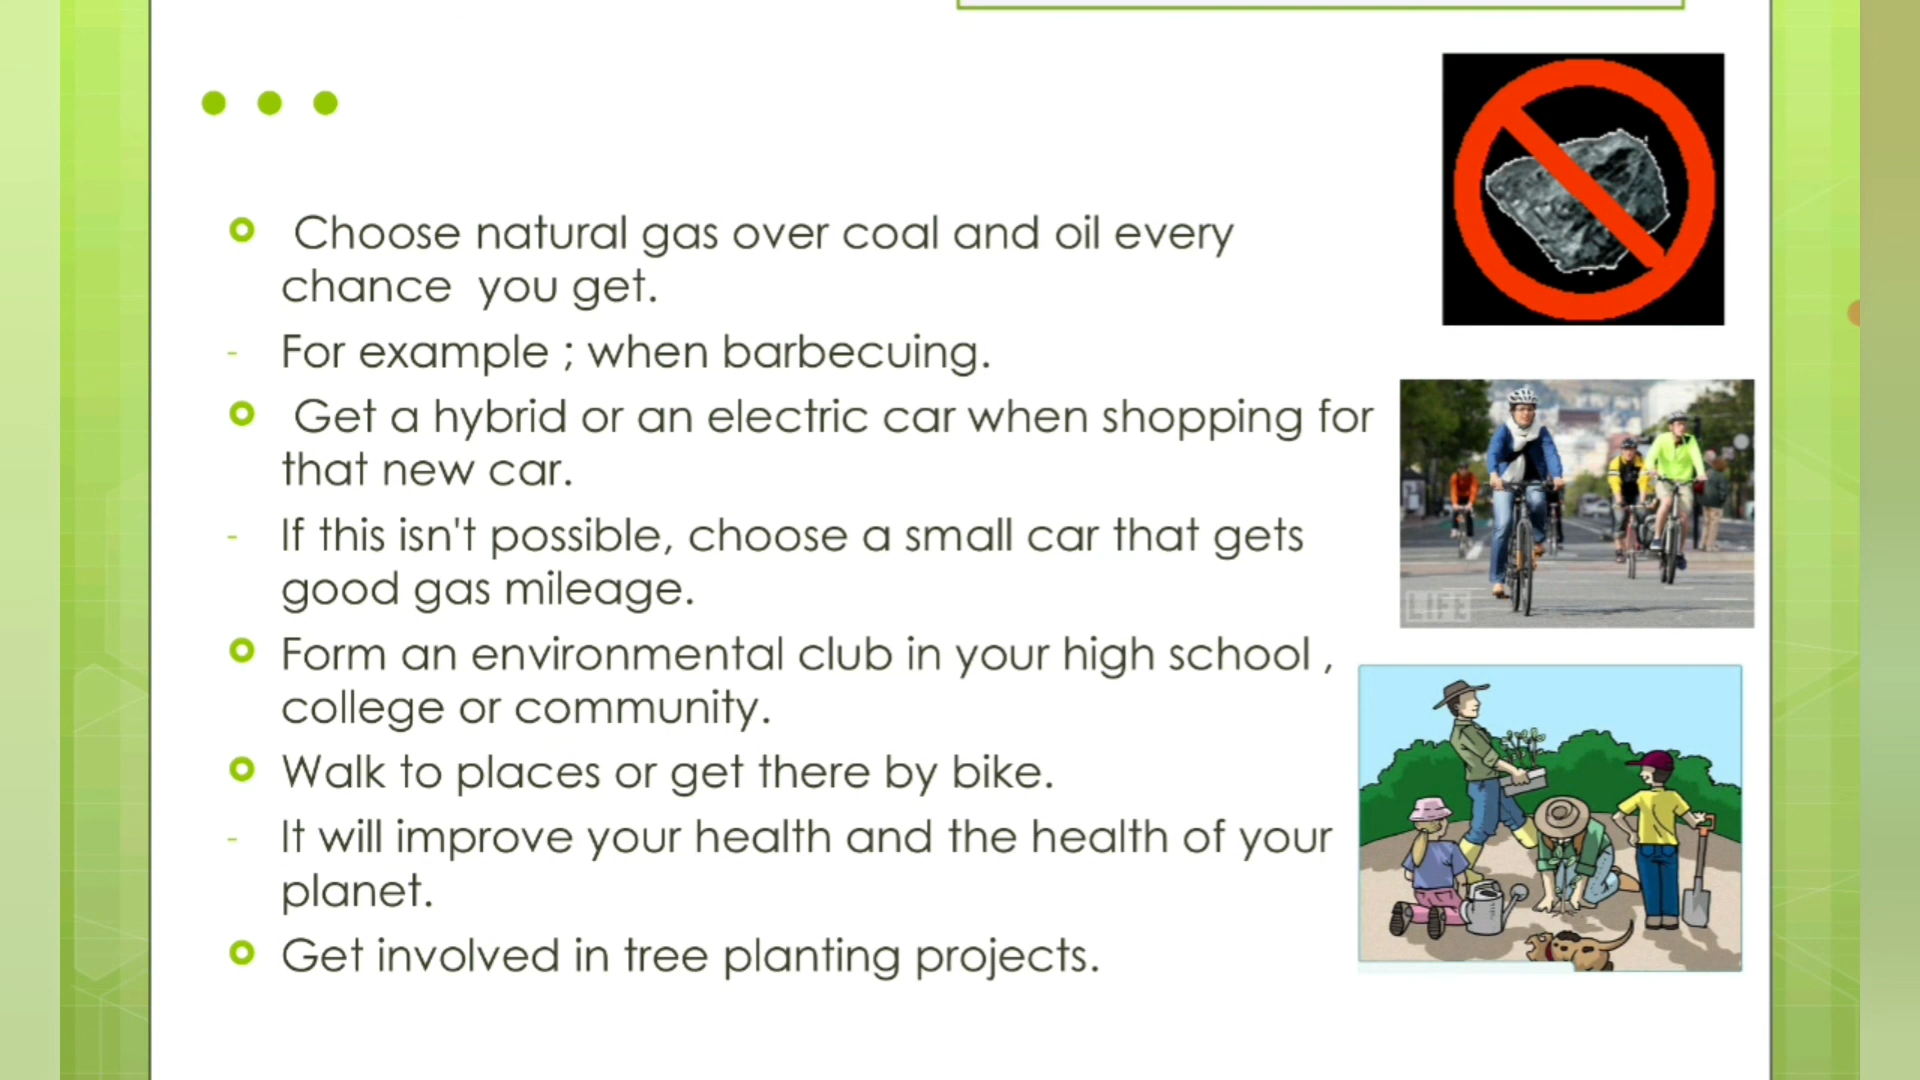 • • •
Choose natural gas over coal and oil every
chance you get.
- For example ; when barbecuing.
Get a hybrid or an electric car when shopping for
that new car.
- If this isn't possible, choose a small car that gets
good gas mileage.
Form an environmental club in your high school ,
college or community.
Walk to places or get there by bike.
- It will improve your health and the health of your
planet.
Get involved in tree planting projects.
LIFE